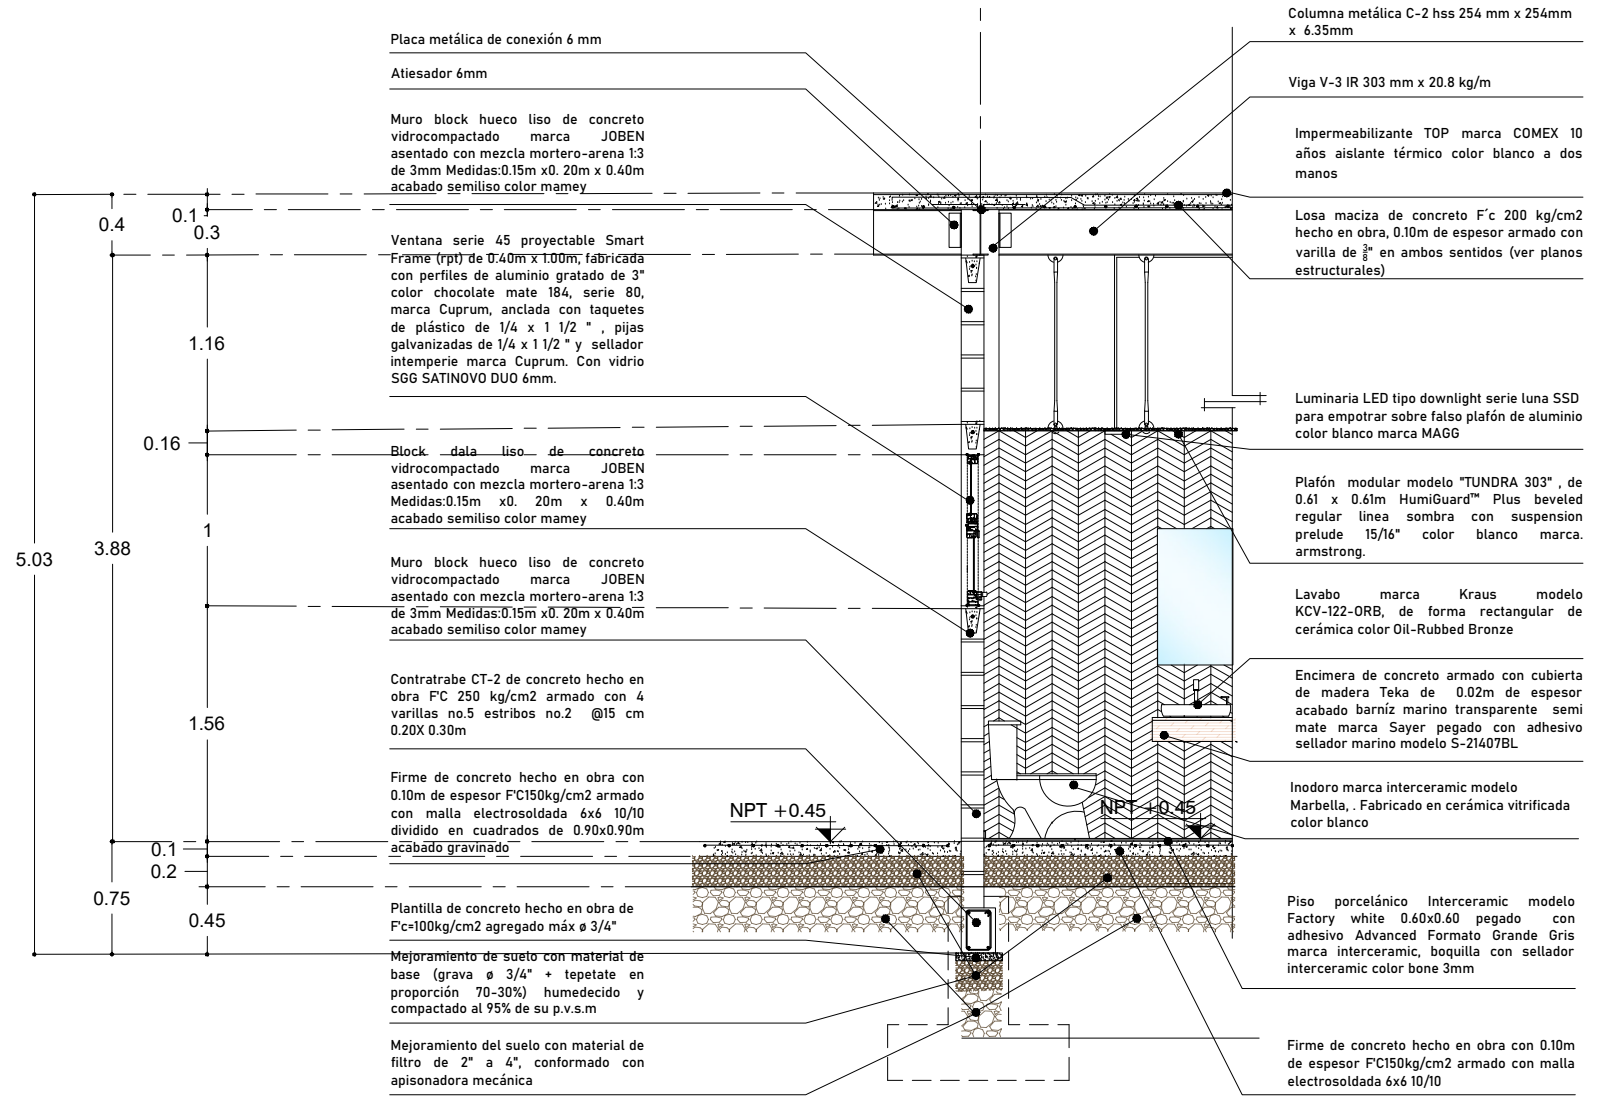 Placa metálica de conexión 6 mm
Atiesador 6mm
Muro block hueco liso de concreto
vidrocompactado marca JOBEN
asentado con mezcla mortero-arena 1:3
de 3mm Medidas:0.15m x0. 20m x 0.40m
acabado semiliso color mamey
Ventana serie 45 proyectable Smart
Frame (rpt) de 0.40m x 1.00m, fabricada
con perfiles de aluminio gratado de 3"
color chocolate mate 184, serie 80,
marca Cuprum, anclada con taquetes
de plástico de 1/4 x 1 1/2 " , pijas
galvanizadas de 1/4 x 1 1/2 " y sellador
intemperie marca Cuprum. Con vidrio
SGG SATINOVO DUO 6mm.
Block dala liso de concreto
vidrocompactado marca JOBEN
asentado con mezcla mortero-arena 1:3
Medidas:0.15m x0. 20m x 0.40m
acabado semiliso color mamey
Muro block hueco liso de concreto
vidrocompactado marca JOBEN
asentado con mezcla mortero-arena 1:3
de 3mm Medidas:0.15m x0. 20m x 0.40m
acabado semiliso color mamey
Contratrabe CT-2 de concreto hecho en
obra F'C 250 kg/cm2 armado con 4
varillas no.5 estribos no.2 @15 cm
0.20X 0.30m
Firme de concreto hecho en obra con
0.10m de espesor F'C150kg/cm2 armado
con malla electrosoldada 6x6 10/10
dividido en cuadrados de 0.90x0.90m
acabado gravinado
Plantilla de concreto hecho en obra de
F'c=100kg/cm2 agregado máx ø 3/4"
Mejoramiento de suelo con material de
base (grava ø 3/4" + tepetate en
proporción 70-30%) humedecido y
compactado al 95% de su p.v.s.m
Mejoramiento del suelo con material de
filtro de 2" a 4", conformado con
apisonadora mecánica
5.03
0.4
3.88
0.75
0.1
0.3
1.16
0.16
1
1.56
0.1
0.2
0.45
NPT +0.45
NPT +0.45
Columna metálica C-2 hss 254 mm x 254mm
x 6.35mm
Viga V-3 IR 303 mm x 20.8 kg/m
Impermeabilizante TOP marca COMEX 10
años aislante térmico color blanco a dos
manos
Losa maciza de concreto F´c 200 kg/cm2
hecho en obra, 0.10m de espesor armado con
varilla de 3/8" en ambos sentidos (ver planos
estructurales)
Luminaria LED tipo downlight serie luna SSD
para empotrar sobre falso plafón de aluminio
color blanco marca MAGG
Plafón modular modelo "TUNDRA 303" , de
0.61 x 0.61m HumiGuard™ Plus beveled
regular linea sombra con suspension
prelude 15/16" color blanco marca.
armstrong.
Lavabo marca Kraus modelo
KCV-122-ORB, de forma rectangular de
cerámica color Oil-Rubbed Bronze
Encimera de concreto armado con cubierta
de madera Teka de 0.02m de espesor
acabado barníz marino transparente semi
mate marca Sayer pegado con adhesivo
sellador marino modelo S-21407BL
Inodoro marca interceramic modelo
Marbella, . Fabricado en cerámica vitrificada
color blanco
Piso porcelánico Interceramic modelo
Factory white 0.60x0.60 pegado con
adhesivo Advanced Formato Grande Gris
marca interceramic, boquilla con sellador
interceramic color bone 3mm
Firme de concreto hecho en obra con 0.10m
de espesor F'C150kg/cm2 armado con malla
electrosoldada 6x6 10/10